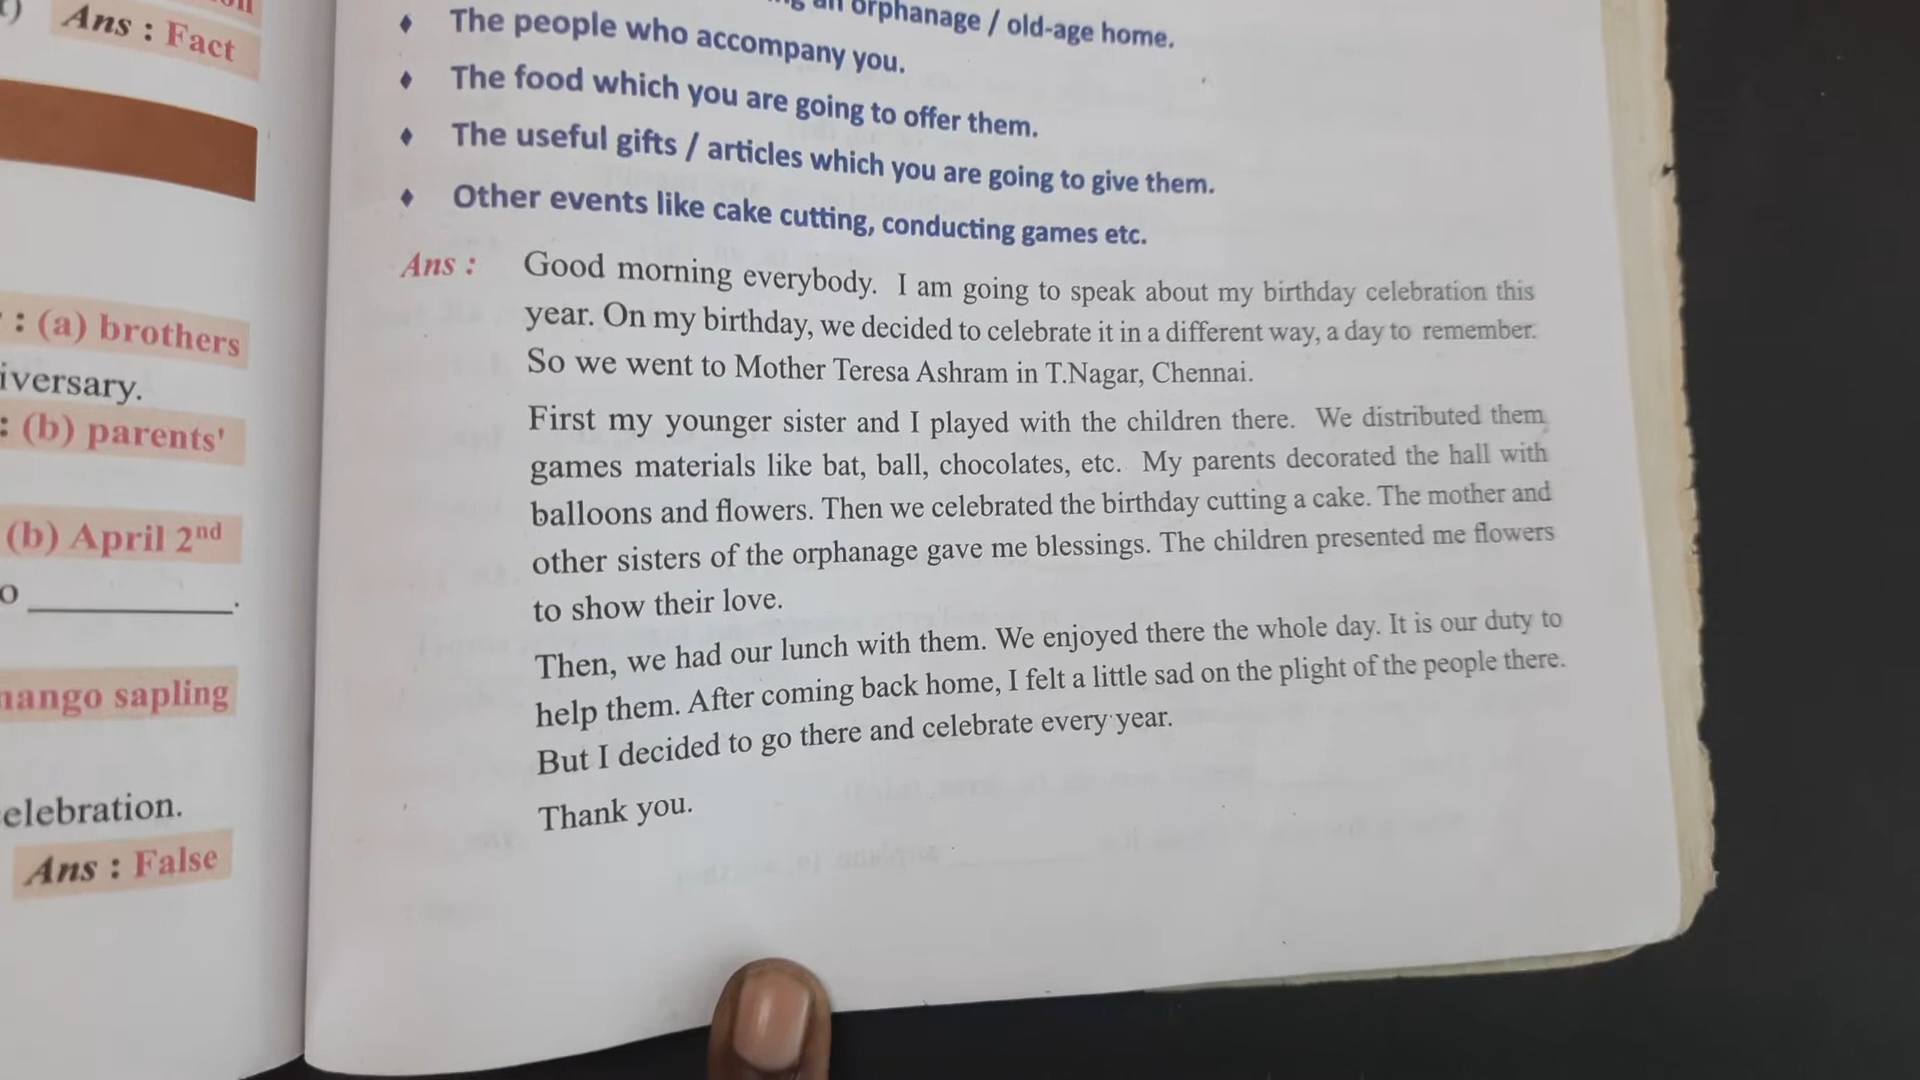 Ans : Fact
: (a) brothers
iversary.
: (b) parents'
(b) April 2nd
o ____________.
mango sapling
elebration.
Ans : False
an orphanage / old-age home.
♦ The people who accompany you.
♦ The food which you are going to offer them.
♦ The useful gifts / articles which you are going to give them.
♦ Other events like cake cutting, conducting games etc.
Ans : Good morning everybody. I am going to speak about my birthday celebration this
year. On my birthday, we decided to celebrate it in a different way, a day to remember.
So we went to Mother Teresa Ashram in T.Nagar, Chennai.
First my younger sister and I played with the children there. We distributed them
games materials like bat, ball, chocolates, etc. My parents decorated the hall with
balloons and flowers. Then we celebrated the birthday cutting a cake. The mother and
other sisters of the orphanage gave me blessings. The children presented me flowers
to show their love.
Then, we had our lunch with them. We enjoyed there the whole day. It is our duty to
help them. After coming back home, I felt a little sad on the plight of the people there.
But I decided to go there and celebrate every year.
Thank you.